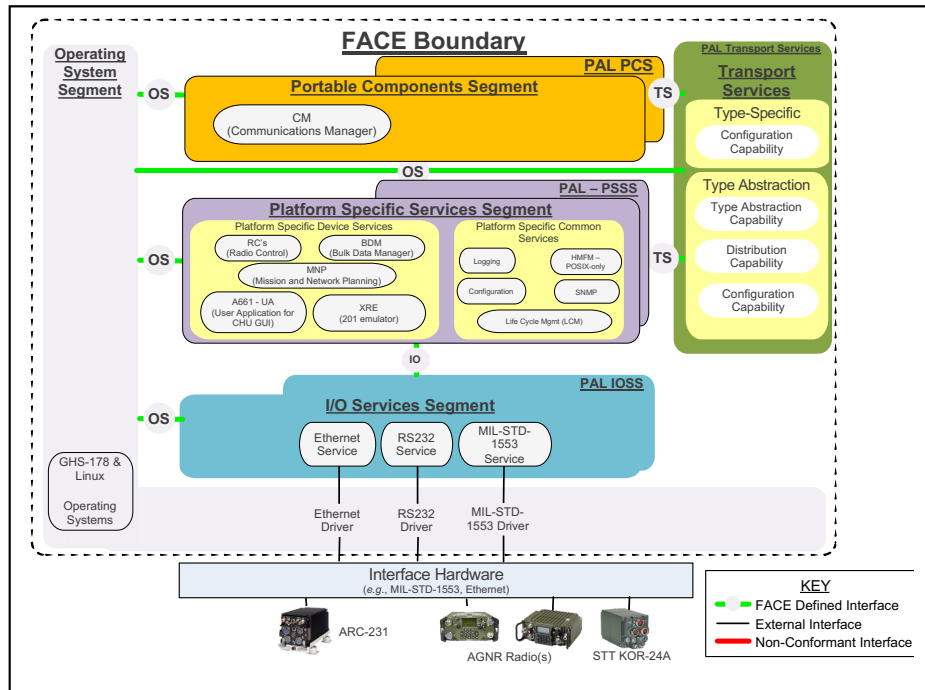 FACE Boundary
Operating
System
Segment
PAL Transport Services
Transport
Services
PAL PCS
Portable Components Segment
OS
TS
CM
(Communications Manager)
Type-Specific
Configuration
Capability
OS
PAL – PSSS
Platform Specific Services Segment
Type Abstraction
Type Abstraction
Capability
Distribution
Capability
Configuration
Capability
OS
TS
Platform Specific Device Services
RC's
(Radio Control)
BDM
(Bulk Data Manager)
MNP
(Mission and Network Planning)
A661 - UA
(User Application for
CHU GUI)
XRE
(201 emulator)
Platform Specific Common
Services
Logging
HMFM –
POSIX-only
Configuration
SNMP
Life Cycle Mgmt (LCM)
IO
PAL IOSS
I/O Services Segment
OS
Ethernet
Service
RS232
Service
MIL-STD-
1553
Service
GHS-178 &
Linux
Operating
Systems
Ethernet
Driver
RS232
Driver
MIL-STD-
1553 Driver
Interface Hardware
(e.g., MIL-STD-1553, Ethernet)
ARC-231
AGNR Radio(s)
STT KOR-24A
KEY
FACE Defined Interface
External Interface
Non-Conformant Interface